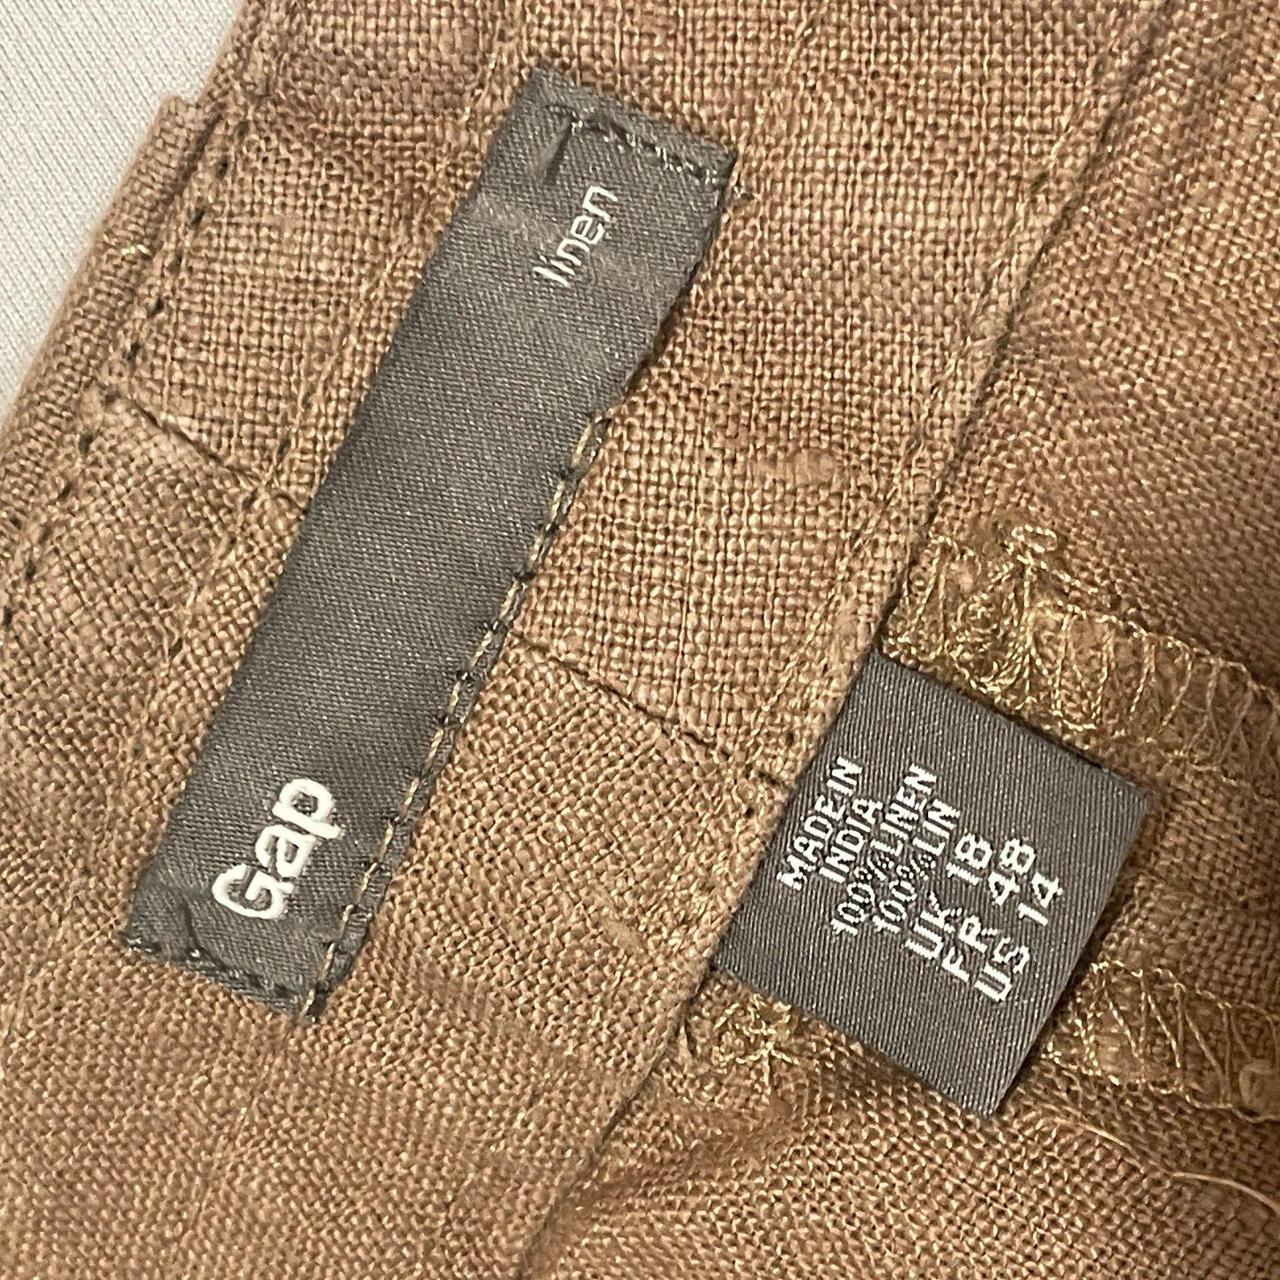 linen
Gap
MADE IN
INDIA
100% LINEN
100% LIN
UK 18
FR 48
US 14